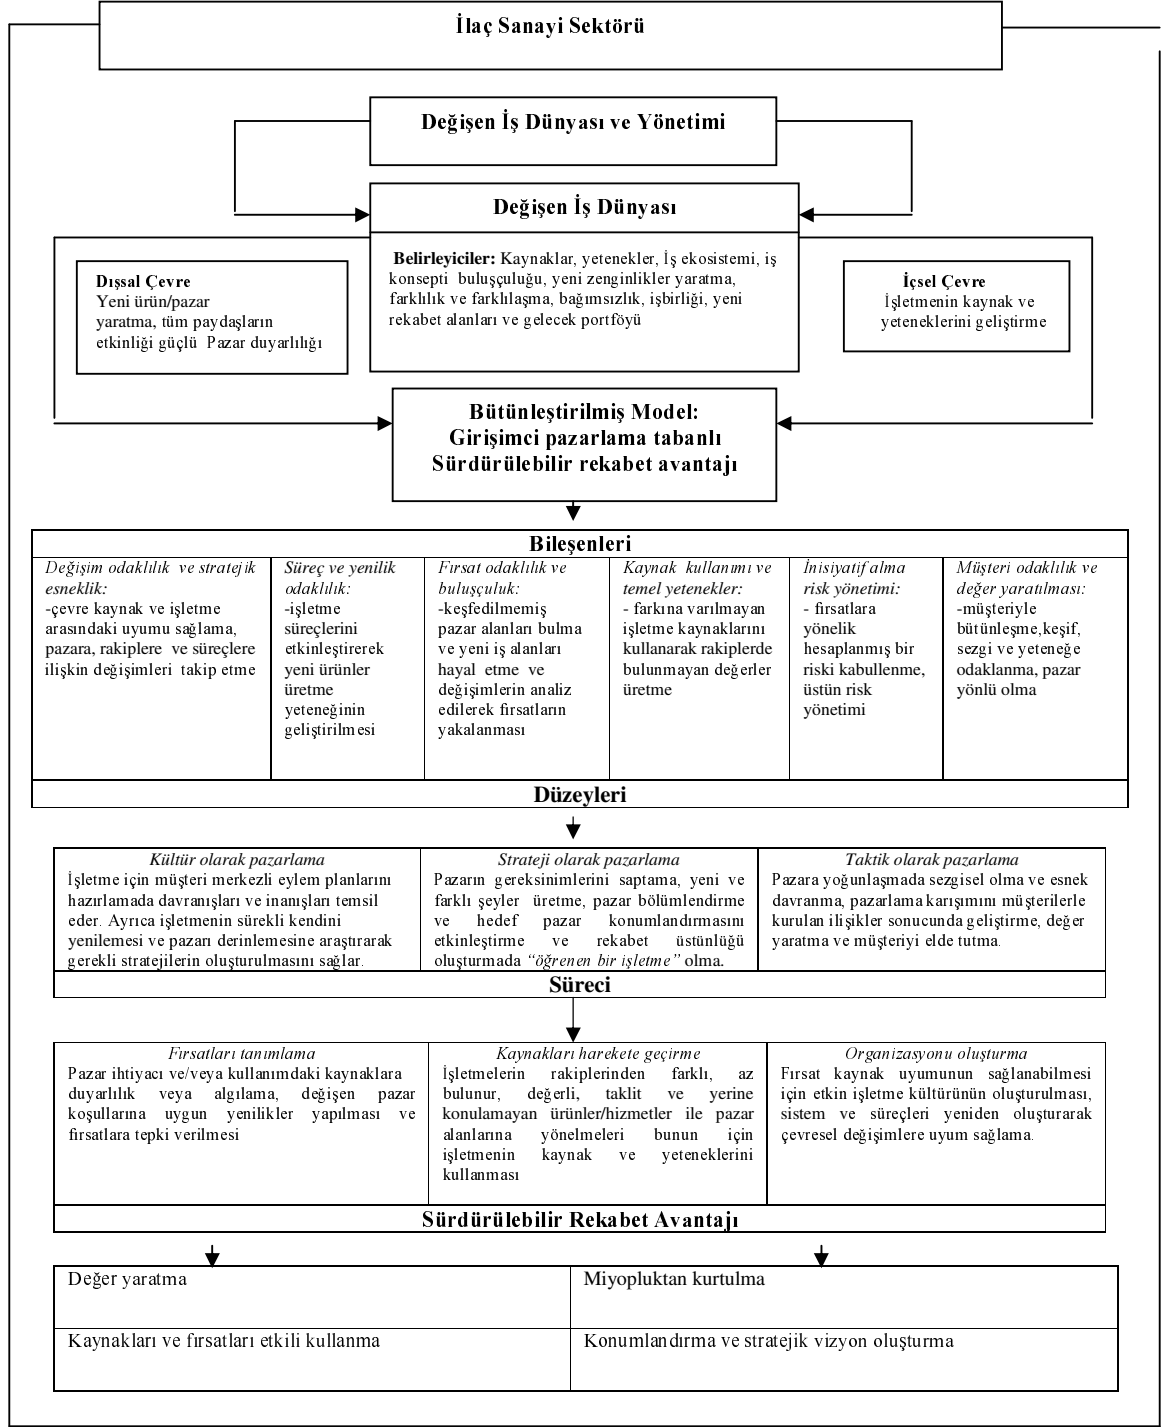 İlaç Sanayi Sektörü
Değişen İş Dünyası ve Yönetimi
Değişen İş Dünyası
Belirleyiciler: Kaynaklar, yetenekler, İş ekosistemi, iş
konsepti buluşçuluğu, yeni zenginlikler yaratma,
farklılık ve farklılaşma, bağımsızlık, işbirliği, yeni
rekabet alanları ve gelecek portföyü
Dışsal Çevre
Yeni ürün/pazar
yaratma, tüm paydaşların
etkinliği güçlü Pazar duyarlılığı
İçsel Çevre
İşletmenin kaynak ve
yeteneklerini geliştirme
Bütünleştirilmiş Model:
Girişimci pazarlama tabanlı
Sürdürülebilir rekabet avantajı
Bileşenleri
Değişim odaklılık ve stratejik
esneklik:
-çevre kaynak ve işletme
arasındaki uyumu sağlama,
pazara, rakiplere ve süreçlere
ilişkin değişimleri takip etme
Süreç ve yenilik
odaklılık:
-işletme
süreçlerini
etkinleştirerek
yeni ürünler
üretme
yeteneğinin
geliştirilmesi
Fırsat odaklılık ve
buluşçuluk:
-keşfedilmemiş
pazar alanları bulma
ve yeni iş alanları
hayal etme ve
değişimlerin analiz
edilerek fırsatların
yakalanması
Kaynak kullanımı ve
temel yetenekler:
- farkına varılmayan
işletme kaynaklarını
kullanarak rakiplerde
bulunmayan değerler
üretme
İnisiyatif alma
risk yönetimi:
- fırsatlara
yönelik
hesaplanmış bir
riski kabullenme,
üstün risk
yönetimi
Müşteri odaklılık ve
değer yaratılması:
-müşteriyle
bütünleşme,keşif,
sezgi ve yeteneğe
odaklanma, pazar
yönlü olma
Düzeyleri
Kültür olarak pazarlama
İşletme için müşteri merkezli eylem planlarını
hazırlamada davranışları ve inanışları temsil
eder. Ayrıca işletmenin sürekli kendini
yenilemesi ve pazarı derinlemesine araştırarak
gerekli stratejilerin oluşturulmasını sağlar.
Strateji olarak pazarlama
Pazarın gereksinimlerini saptama, yeni ve
farklı şeyler üretme, pazar bölümlendirme
ve hedef pazar konumlandırmasını
etkinleştirme ve rekabet üstünlüğü
oluşturmada “öğrenen bir işletme” olma.
Taktik olarak pazarlama
Pazara yoğunlaşmada sezgisel olma ve esnek
davranma, pazarlama karışımını müşterilerle
kurulan ilişikler sonucunda geliştirme, değer
yaratma ve müşteriyi elde tutma.
Süreci
Fırsatları tanımlama
Pazar ihtiyacı ve/veya kullanımdaki kaynaklara
duyarlılık veya algılama, değişen pazar
koşullarına uygun yenilikler yapılması ve
fırsatlara tepki verilmesi
Kaynakları harekete geçirme
İşletmelerin rakiplerinden farklı, az
bulunur, değerli, taklit ve yerine
konulamayan ürünler/hizmetler ile pazar
alanlarına yönelmeleri bunun için
işletmenin kaynak ve yeteneklerini
kullanması
Organizasyonu oluşturma
Fırsat kaynak uyumunun sağlanabilmesi
için etkin işletme kültürünün oluşturulması,
sistem ve süreçleri yeniden oluşturarak
çevresel değişimlere uyum sağlama.
Sürdürülebilir Rekabet Avantajı
Değer yaratma
Miyopluktan kurtulma
Kaynakları ve fırsatları etkili kullanma
Konumlandırma ve stratejik vizyon oluşturma